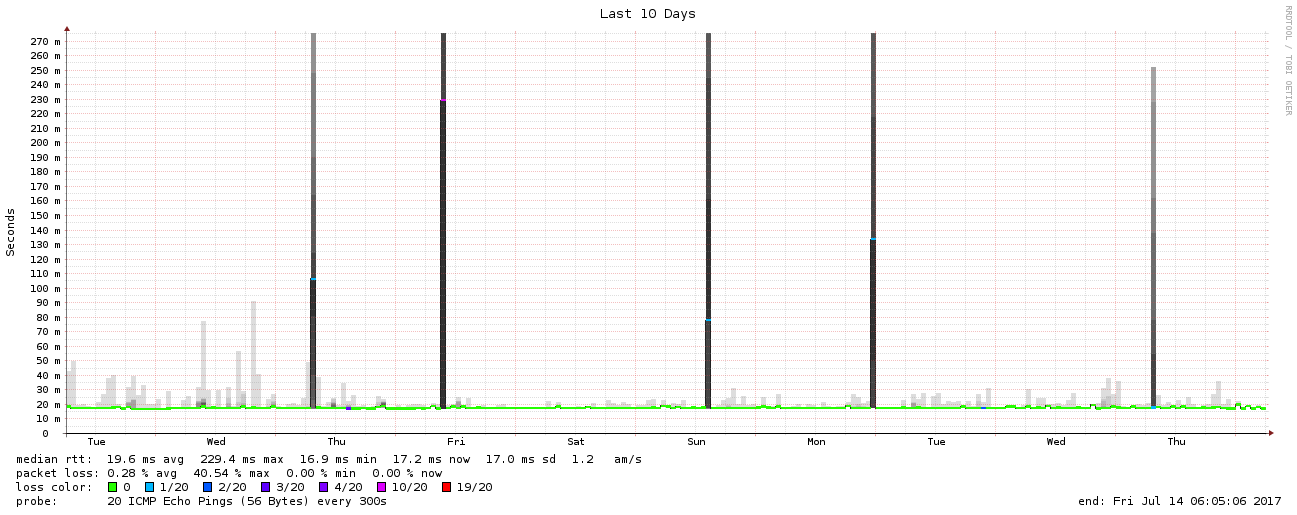 Last 10 Days
RRDTOOL / TOBI OETIKER
Seconds
270 m
260 m
250 m
240 m
230 m
220 m
210 m
200 m
190 m
180 m
170 m
160 m
150 m
140 m
130 m
120 m
110 m
100 m
90 m
80 m
70 m
60 m
50 m
40 m
30 m
20 m
10 m
0
Tue Wed Thu Fri Sat Sun Mon Tue Wed Thu
median rtt: 19.6 ms avg 229.4 ms max 16.9 ms min 17.2 ms now 17.0 ms sd 1.2 am/s
packet loss: 0.28 % avg 40.54 % max 0.00 % min 0.00 % now
loss color: 0 1/20 2/20 3/20 4/20 10/20 19/20
probe: 20 ICMP Echo Pings (56 Bytes) every 300s end: Fri Jul 14 06:05:06 2017